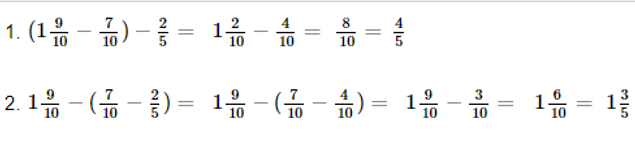 1. (1 9/10 − 7/10) − 2/5 = 1 2/10 − 4/10 = 8/10 = 4/5
2. 1 9/10 − (7/10 − 2/5) = 1 9/10 − (7/10 − 4/10) = 1 9/10 − 3/10 = 1 6/10 = 1 3/5